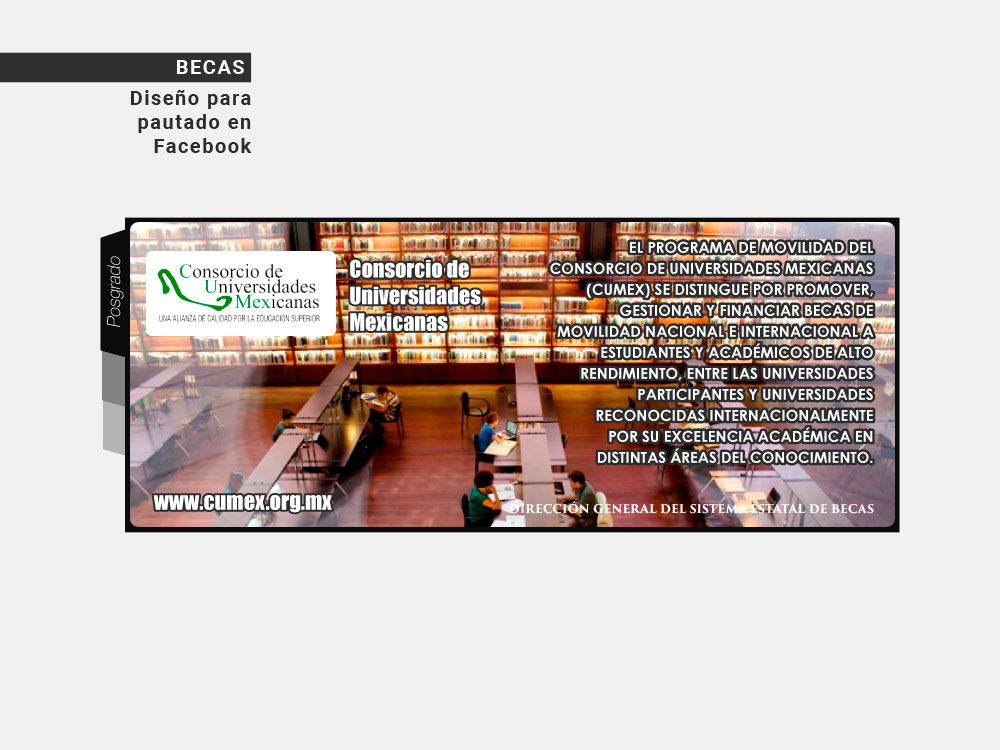 BECAS
Diseño para
pautado en
Facebook
Posgrado
Consorcio de
Universidades
Mexicanas
UNA ALIANZA DE CALIDAD POR LA EDUCACIÓN SUPERIOR
Consorcio de
Universidades
Mexicanas
EL PROGRAMA DE MOVILIDAD DEL
CONSORCIO DE UNIVERSIDADES MEXICANAS
(CUMEX) SE DISTINGUE POR PROMOVER,
GESTIONAR Y FINANCIAR BECAS DE
MOVILIDAD NACIONAL E INTERNACIONAL A
ESTUDIANTES Y ACADÉMICOS DE ALTO
RENDIMIENTO, ENTRE LAS UNIVERSIDADES
PARTICIPANTES Y UNIVERSIDADES
RECONOCIDAS INTERNACIONALMENTE
POR SU EXCELENCIA ACADÉMICA EN
DISTINTAS ÁREAS DEL CONOCIMIENTO.
www.cumex.org.mx
DIRECCIÓN GENERAL DEL SISTEMA ESTATAL DE BECAS